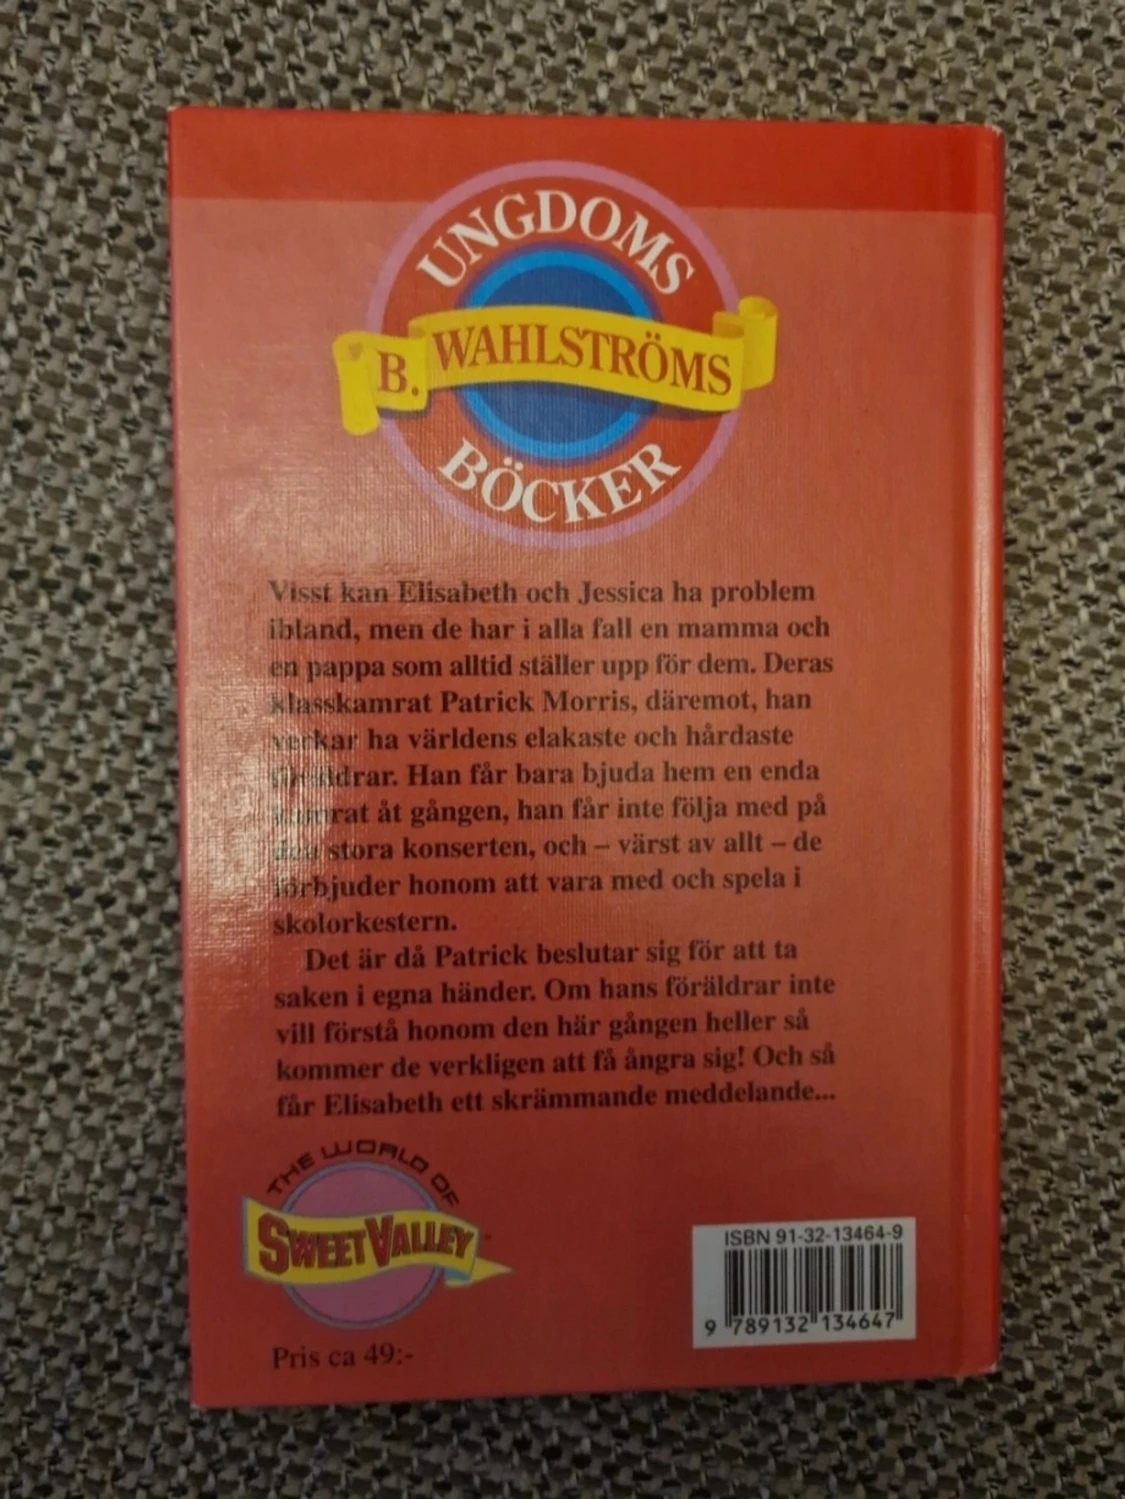 UNGDOMS
B. WAHLSTRÖMS
BÖCKER
Visst kan Elisabeth och Jessica ha problem
ibland, men de har i alla fall en mamma och
en pappa som alltid ställer upp för dem. Deras
klasskamrat Patrick Morris, däremot, han
verkar ha världens elakaste och hårdaste
föräldrar. Han får bara bjuda hem en enda
kamrat åt gången, han får inte följa med på
den stora konserten, och – värst av allt – de
förbjuder honom att vara med och spela i
skolorkestern.
Det är då Patrick beslutar sig för att ta
saken i egna händer. Om hans föräldrar inte
vill förstå honom den här gången heller så
kommer de verkligen att få ångra sig! Och så
får Elisabeth ett skrämmande meddelande...
THE WORLD OF
SWEET VALLEY™
ISBN 91-32-13464-9
9 789132 134647
Pris ca 49:-